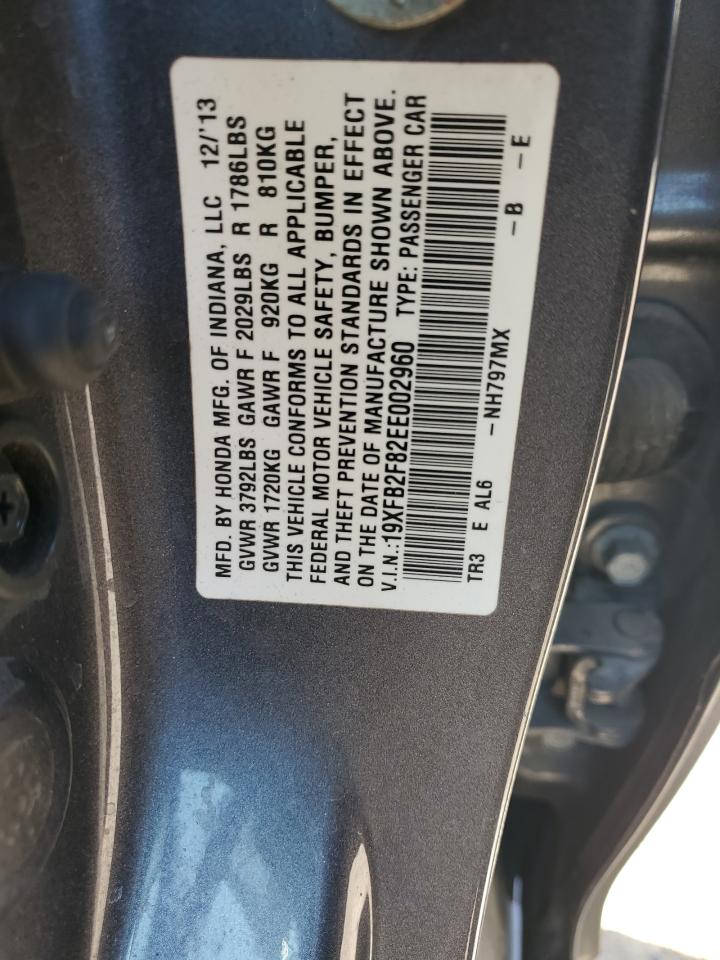 MFD. BY HONDA MFG. OF INDIANA, LLC 12/'13
GVWR 3792LBS GAWR F 2029LBS R 1786LBS
GVWR 1720KG GAWR F 920KG R 810KG
THIS VEHICLE CONFORMS TO ALL APPLICABLE
FEDERAL MOTOR VEHICLE SAFETY, BUMPER,
AND THEFT PREVENTION STANDARDS IN EFFECT
ON THE DATE OF MANUFACTURE SHOWN ABOVE.
V.I.N.:19XFB2F82EE002960 TYPE: PASSENGER CAR
TR3 E AL6 -NH797MX -B -E